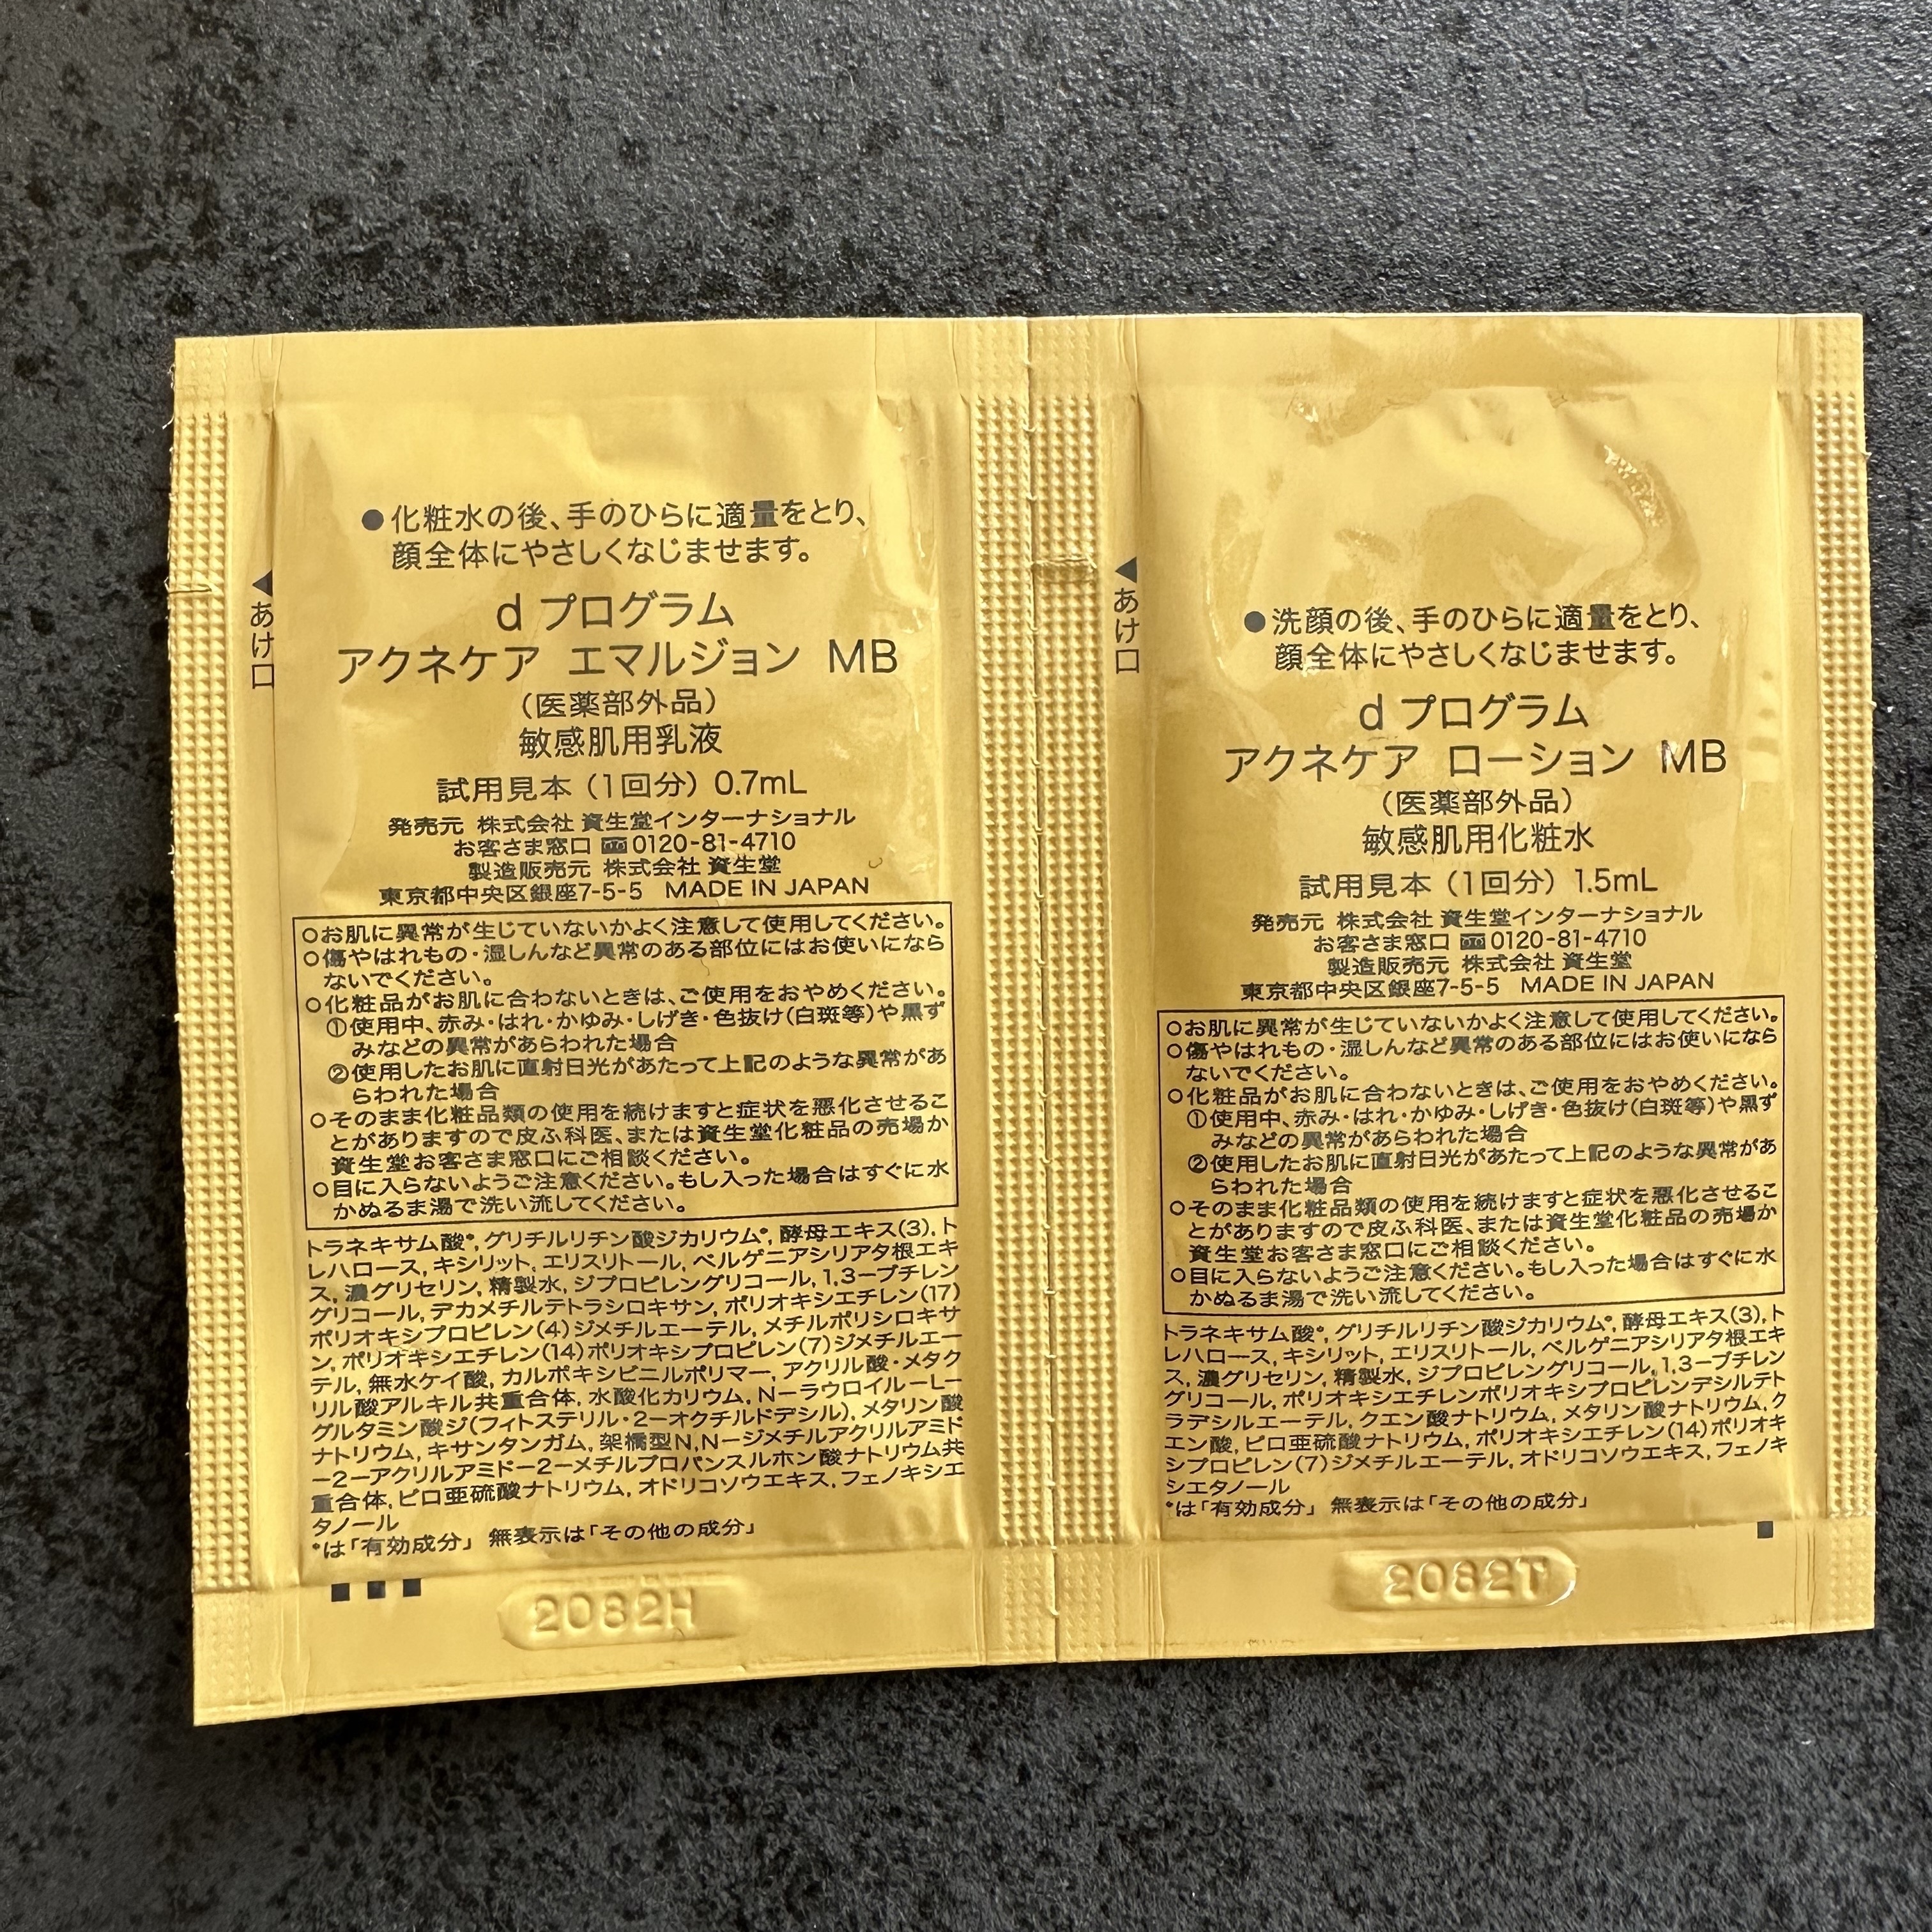 ●化粧水の後、手のひらに適量をとり、
顔全体にやさしくなじませます。
◀あけ口
d プログラム
アクネケア エマルジョン MB
(医薬部外品)
敏感肌用乳液
試用見本 (1回分) 0.7mL
発売元 株式会社 資生堂インターナショナル
お客さま窓口 0120-81-4710
製造販売元 株式会社 資生堂
東京都中央区銀座7-5-5 MADE IN JAPAN
○お肌に異常が生じていないかよく注意して使用してください。
○傷やはれもの・湿しんなど異常のある部位にはお使いになら
ないでください。
○化粧品がお肌に合わないときは、ご使用をおやめください。
①使用中、赤み・はれ・かゆみ・しげき・色抜け(白斑等)や黒ず
みなどの異常があらわれた場合
②使用したお肌に直射日光があたって上記のような異常があ
らわれた場合
○そのまま化粧品類の使用を続けますと症状を悪化させるこ
とがありますので皮ふ科医、または資生堂化粧品の売場か
資生堂お客さま窓口にご相談ください。
○目に入らないようご注意ください。もし入った場合はすぐに水
かぬるま湯で洗い流してください。
トラネキサム酸*, グリチルリチン酸ジカリウム*, 酵母エキス(3), ト
レハロース, キシリット, エリスリトール, ベルゲニアシリアタ根エキ
ス, 濃グリセリン, 精製水, ジプロピレングリコール, 1,3−ブチレン
グリコール, デカメチルテトラシロキサン, ポリオキシエチレン(17)
ポリオキシプロピレン(4)ジメチルエーテル, メチルポリシロキサ
ン, ポリオキシエチレン(14)ポリオキシプロピレン(7)ジメチルエー
テル, 無水ケイ酸, カルボキシビニルポリマー, アクリル酸・メタク
リル酸アルキル共重合体, 水酸化カリウム, N−ラウロイル−L−
グルタミン酸ジ(フィトステリル・2−オクチルドデシル), メタリン酸
ナトリウム, キサンタンガム, 架橋型N,N−ジメチルアクリルアミド
−2−アクリルアミド−2−メチルプロパンスルホン酸ナトリウム共
重合体, ピロ亜硫酸ナトリウム, オドリコソウエキス, フェノキシエ
タノール
*は「有効成分」 無表示は「その他の成分」
2082H
●洗顔の後、手のひらに適量をとり、
顔全体にやさしくなじませます。
◀あけ口
d プログラム
アクネケア ローション MB
(医薬部外品)
敏感肌用化粧水
試用見本 (1回分) 1.5mL
発売元 株式会社 資生堂インターナショナル
お客さま窓口 0120-81-4710
製造販売元 株式会社 資生堂
東京都中央区銀座7-5-5 MADE IN JAPAN
○お肌に異常が生じていないかよく注意して使用してください。
○傷やはれもの・湿しんなど異常のある部位にはお使いになら
ないでください。
○化粧品がお肌に合わないときは、ご使用をおやめください。
①使用中、赤み・はれ・かゆみ・しげき・色抜け(白斑等)や黒ず
みなどの異常があらわれた場合
②使用したお肌に直射日光があたって上記のような異常があ
らわれた場合
○そのまま化粧品類の使用を続けますと症状を悪化させるこ
とがありますので皮ふ科医、または資生堂化粧品の売場か
資生堂お客さま窓口にご相談ください。
○目に入らないようご注意ください。もし入った場合はすぐに水
かぬるま湯で洗い流してください。
トラネキサム酸*, グリチルリチン酸ジカリウム*, 酵母エキス(3), ト
レハロース, キシリット, エリスリトール, ベルゲニアシリアタ根エキ
ス, 濃グリセリン, 精製水, ジプロピレングリコール, 1,3−ブチレン
グリコール, ポリオキシエチレンポリオキシプロピレンデシルテト
ラデシルエーテル, クエン酸ナトリウム, メタリン酸ナトリウム, ク
エン酸, ピロ亜硫酸ナトリウム, ポリオキシエチレン(14)ポリオキ
シプロピレン(7)ジメチルエーテル, オドリコソウエキス, フェノキ
シエタノール
*は「有効成分」 無表示は「その他の成分」
2082T